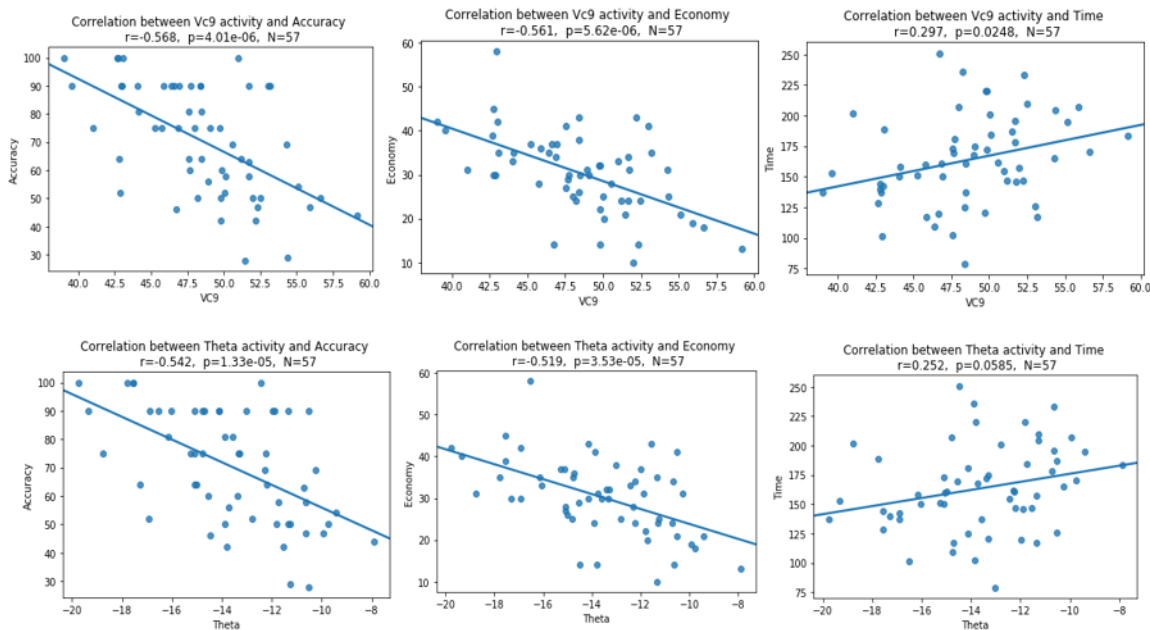 Correlation between Vc9 activity and Accuracy
r=-0.568, p=4.01e-06, N=57
100
90
80
70
60
50
40
30
Accuracy
40.0 42.5 45.0 47.5 50.0 52.5 55.0 57.5 60.0
VC9
Correlation between Vc9 activity and Economy
r=-0.561, p=5.62e-06, N=57
60
50
40
30
20
10
Economy
40.0 42.5 45.0 47.5 50.0 52.5 55.0 57.5 60.0
VC9
Correlation between Vc9 activity and Time
r=0.297, p=0.0248, N=57
250
225
200
175
150
125
100
75
Time
40.0 42.5 45.0 47.5 50.0 52.5 55.0 57.5 60.0
VC9
Correlation between Theta activity and Accuracy
r=-0.542, p=1.33e-05, N=57
100
90
80
70
60
50
40
30
Accuracy
−20 −18 −16 −14 −12 −10 −8
Theta
Correlation between Theta activity and Economy
r=-0.519, p=3.53e-05, N=57
60
50
40
30
20
10
Economy
−20 −18 −16 −14 −12 −10 −8
Theta
Correlation between Theta activity and Time
r=0.252, p=0.0585, N=57
250
225
200
175
150
125
100
75
Time
−20 −18 −16 −14 −12 −10 −8
Theta